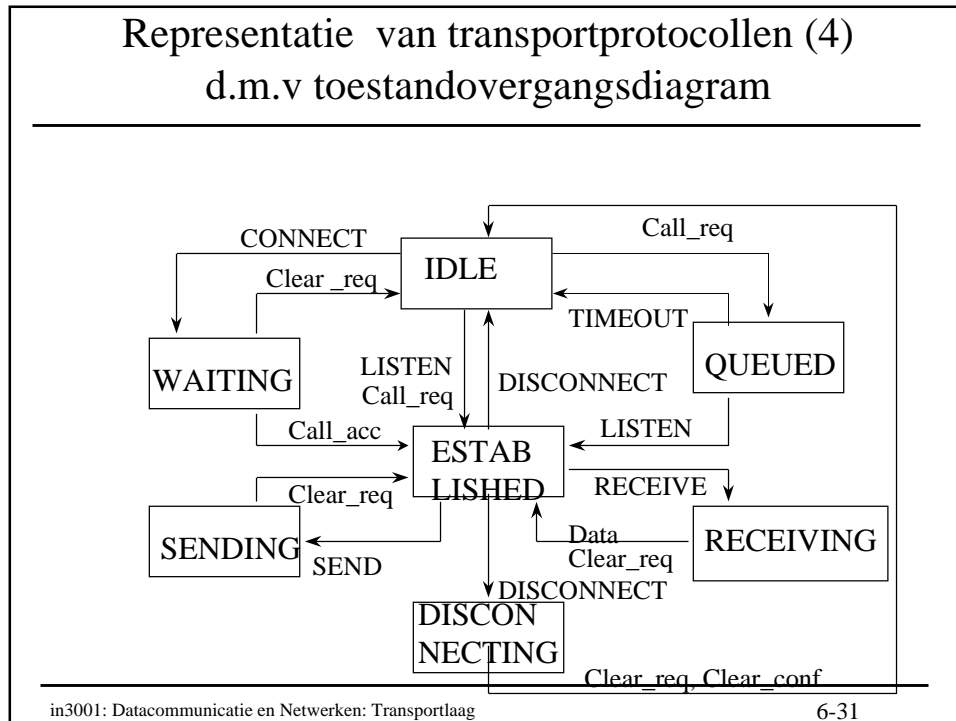 Representatie van transportprotocollen (4)
d.m.v toestandovergangsdiagram
CONNECT
Call_req
IDLE
Clear _req
TIMEOUT
WAITING
LISTEN
Call_req
DISCONNECT
QUEUED
Call_acc
LISTEN
ESTAB
LISHED
Clear_req
RECEIVE
SENDING
SEND
Data
Clear_req
RECEIVING
DISCONNECT
DISCON
NECTING
Clear_req, Clear_conf
in3001: Datacommunicatie en Netwerken: Transportlaag
6-31